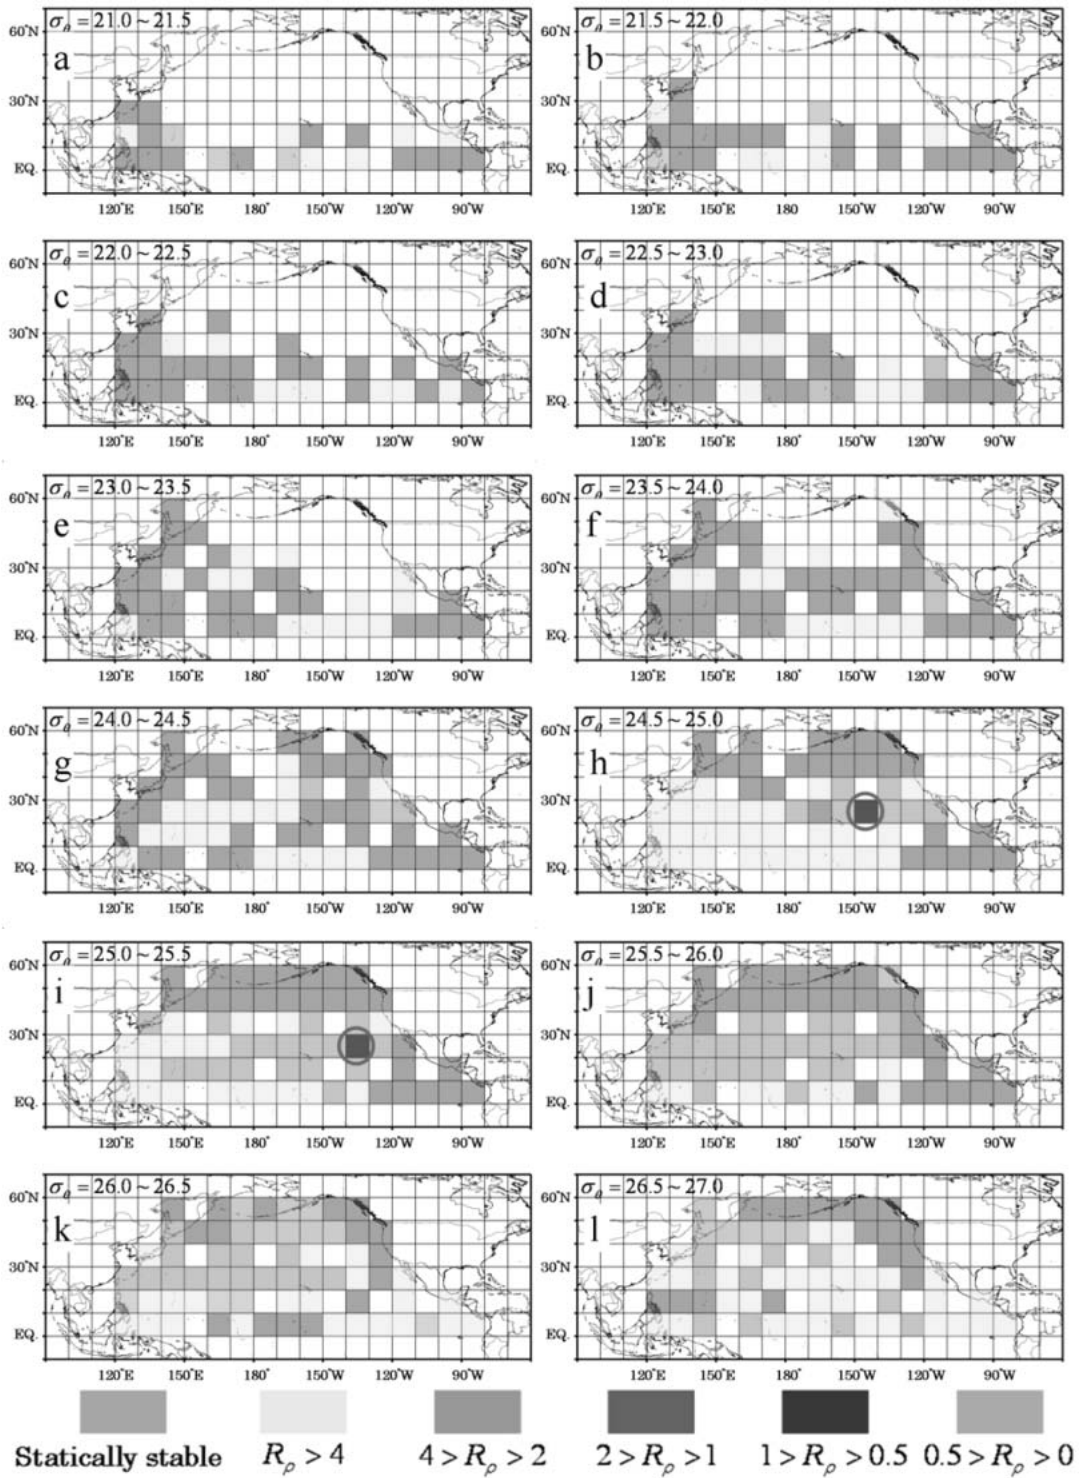 σθ = 21.0 ~ 21.5
a
60°N
30°N
EQ.
120°E 150°E 180° 150°W 120°W 90°W
σθ = 21.5 ~ 22.0
b
60°N
30°N
EQ.
120°E 150°E 180° 150°W 120°W 90°W
σθ = 22.0 ~ 22.5
c
60°N
30°N
EQ.
120°E 150°E 180° 150°W 120°W 90°W
σθ = 22.5 ~ 23.0
d
60°N
30°N
EQ.
120°E 150°E 180° 150°W 120°W 90°W
σθ = 23.0 ~ 23.5
e
60°N
30°N
EQ.
120°E 150°E 180° 150°W 120°W 90°W
σθ = 23.5 ~ 24.0
f
60°N
30°N
EQ.
120°E 150°E 180° 150°W 120°W 90°W
σθ = 24.0 ~ 24.5
g
60°N
30°N
EQ.
120°E 150°E 180° 150°W 120°W 90°W
σθ = 24.5 ~ 25.0
h
60°N
30°N
EQ.
120°E 150°E 180° 150°W 120°W 90°W
σθ = 25.0 ~ 25.5
i
60°N
30°N
EQ.
120°E 150°E 180° 150°W 120°W 90°W
σθ = 25.5 ~ 26.0
j
60°N
30°N
EQ.
120°E 150°E 180° 150°W 120°W 90°W
σθ = 26.0 ~ 26.5
k
60°N
30°N
EQ.
120°E 150°E 180° 150°W 120°W 90°W
σθ = 26.5 ~ 27.0
l
60°N
30°N
EQ.
120°E 150°E 180° 150°W 120°W 90°W
Statically stable Rρ > 4 4 > Rρ > 2 2 > Rρ > 1 1 > Rρ > 0.5 0.5 > Rρ > 0